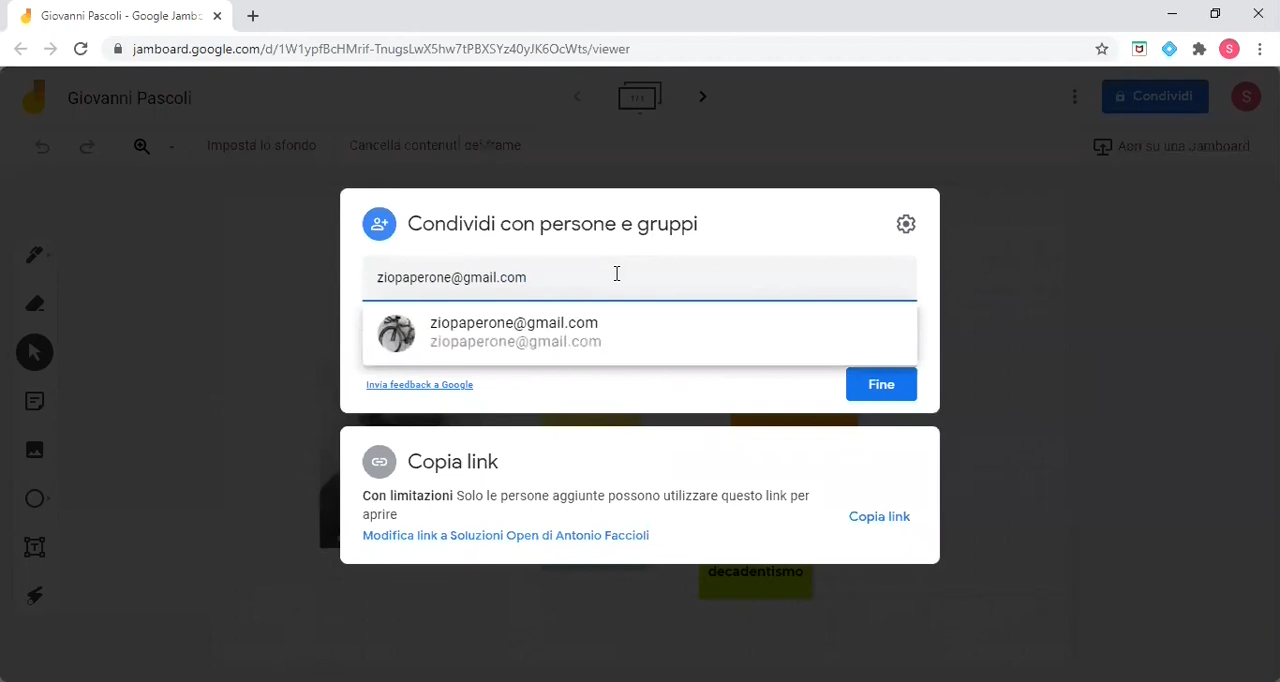 Giovanni Pascoli - Google Jambo
jamboard.google.com/d/1W1ypfBcHMrif-TnugsLwX5hw7tPBXSYz40yJK6OcWts/viewer
S
Giovanni Pascoli
1/1
Condividi
S
Imposta lo sfondo
Cancella contenuti del frame
Apri su una Jamboard
Condividi con persone e gruppi
ziopaperone@gmail.com
ziopaperone@gmail.com
ziopaperone@gmail.com
Invia feedback a Google
Fine
Copia link
Con limitazioni Solo le persone aggiunte possono utilizzare questo link per
aprire
Copia link
Modifica link a Soluzioni Open di Antonio Faccioli
decadentismo